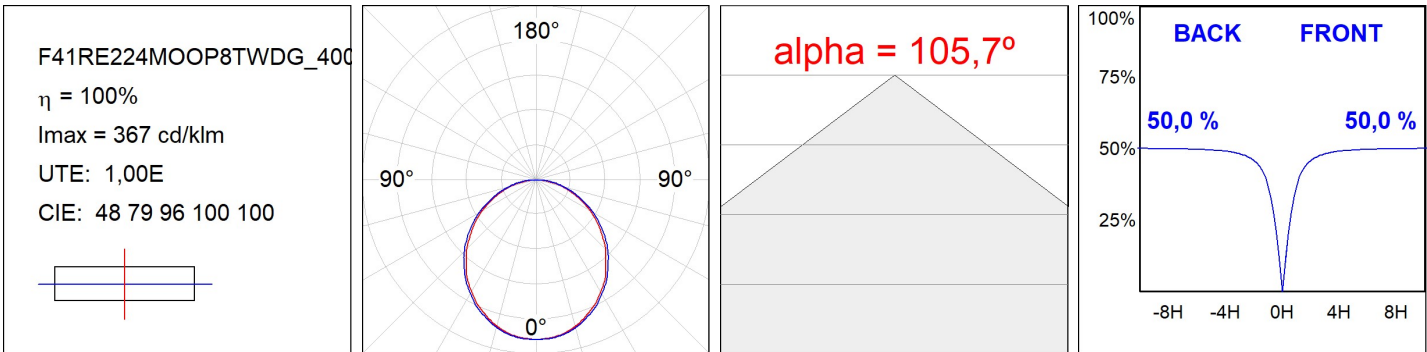 F41RE224MOOP8TWDG_400
η = 100%
Imax = 367 cd/klm
UTE: 1,00E
CIE: 48 79 96 100 100
180°
90° 90°
0°
alpha = 105,7º
100%
BACK FRONT
75%
50,0 % 50,0 %
50%
25%
-8H -4H 0H 4H 8H